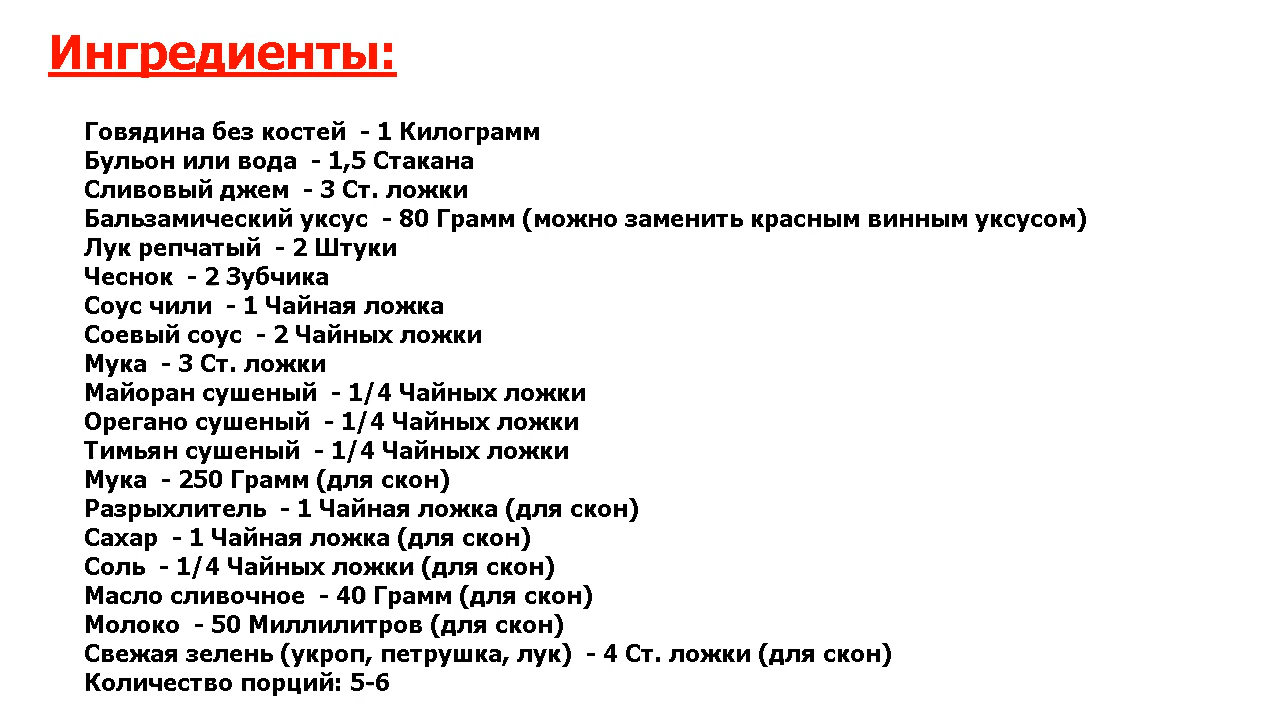 Ингредиенты:
Говядина без костей - 1 Килограмм
Бульон или вода - 1,5 Стакана
Сливовый джем - 3 Ст. ложки
Бальзамический уксус - 80 Грамм (можно заменить красным винным уксусом)
Лук репчатый - 2 Штуки
Чеснок - 2 Зубчика
Соус чили - 1 Чайная ложка
Соевый соус - 2 Чайных ложки
Мука - 3 Ст. ложки
Майоран сушеный - 1/4 Чайных ложки
Орегано сушеный - 1/4 Чайных ложки
Тимьян сушеный - 1/4 Чайных ложки
Мука - 250 Грамм (для скон)
Разрыхлитель - 1 Чайная ложка (для скон)
Сахар - 1 Чайная ложка (для скон)
Соль - 1/4 Чайных ложки (для скон)
Масло сливочное - 40 Грамм (для скон)
Молоко - 50 Миллилитров (для скон)
Свежая зелень (укроп, петрушка, лук) - 4 Ст. ложки (для скон)
Количество порций: 5-6